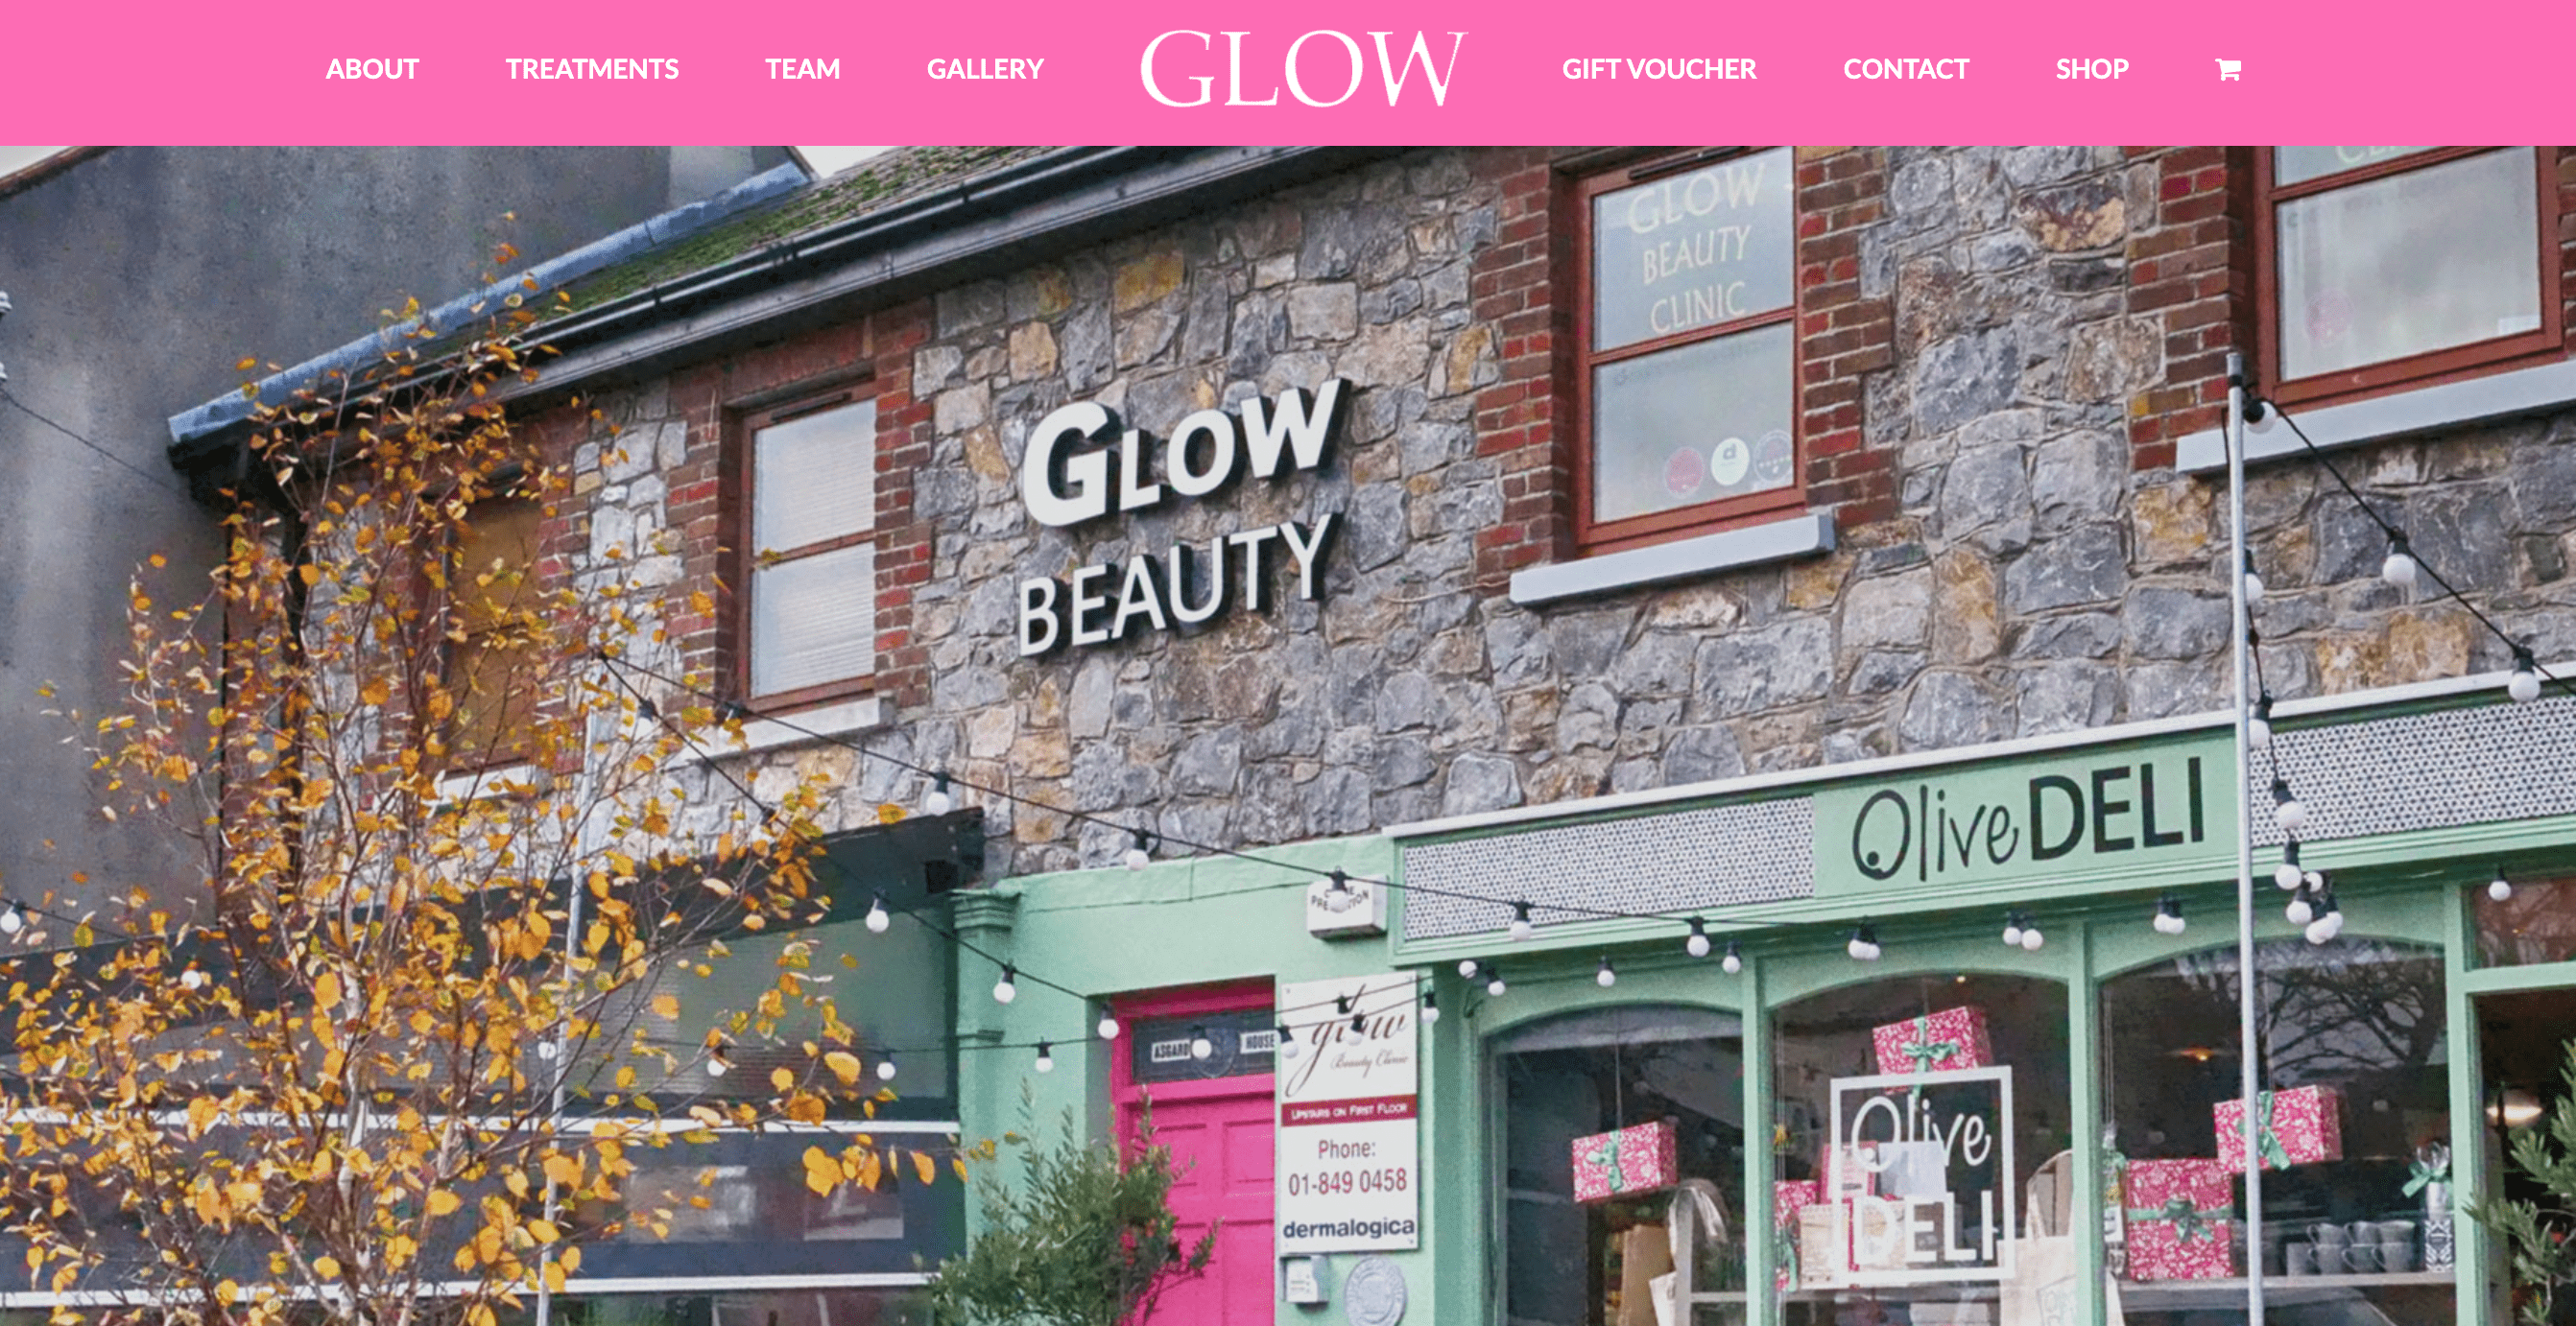 ABOUT TREATMENTS TEAM GALLERY GLOW GIFT VOUCHER CONTACT SHOP
GLOW
BEAUTY
CLINIC
GLOW
BEAUTY
Olive DELI
ASGARD HOUSE
glow
Beauty Clinic
UPSTAIRS ON FIRST FLOOR
Phone:
01-849 0458
dermalogica
Olive
DELI